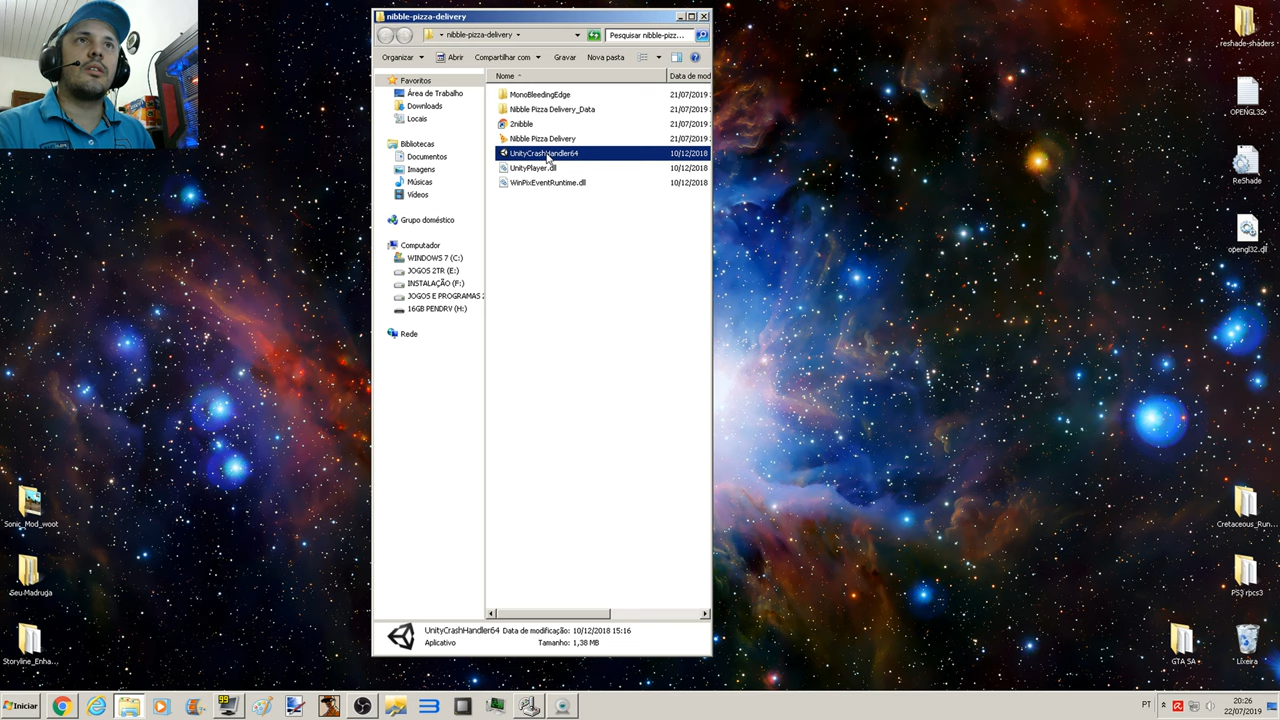 nibble-pizza-delivery
nibble-pizza-delivery
Pesquisar nibble-pizz...
Organizar
Abrir
Compartilhar com
Gravar
Nova pasta
Favoritos
Área de Trabalho
Downloads
Locais
Bibliotecas
Documentos
Imagens
Músicas
Vídeos
Grupo doméstico
Computador
WINDOWS 7 (C:)
JOGOS 2TR (E:)
INSTALAÇÃO (F:)
JOGOS E PROGRAMAS 2
16GB PENDRV (H:)
Rede
Nome
Data de mod
MonoBleedingEdge 21/07/2019
Nibble Pizza Delivery_Data 21/07/2019
2nibble 21/07/2019
Nibble Pizza Delivery 21/07/2019
UnityCrashHandler64 10/12/2018
UnityPlayer.dll 10/12/2018
WinPixEventRuntime.dll 10/12/2018
UnityCrashHandler64 Data de modificação: 10/12/2018 15:16
Aplicativo Tamanho: 1,38 MB
reshade-shaders
OPENGL32
ReShade
opengl32.
Sonic_Mod_woot
Seu-Madruga
Storyline_Enha...
Cretaceous_Run...
PS3 rpcs3
GTA SA
Lixeira
Iniciar
99
PT
20:26
22/07/2019